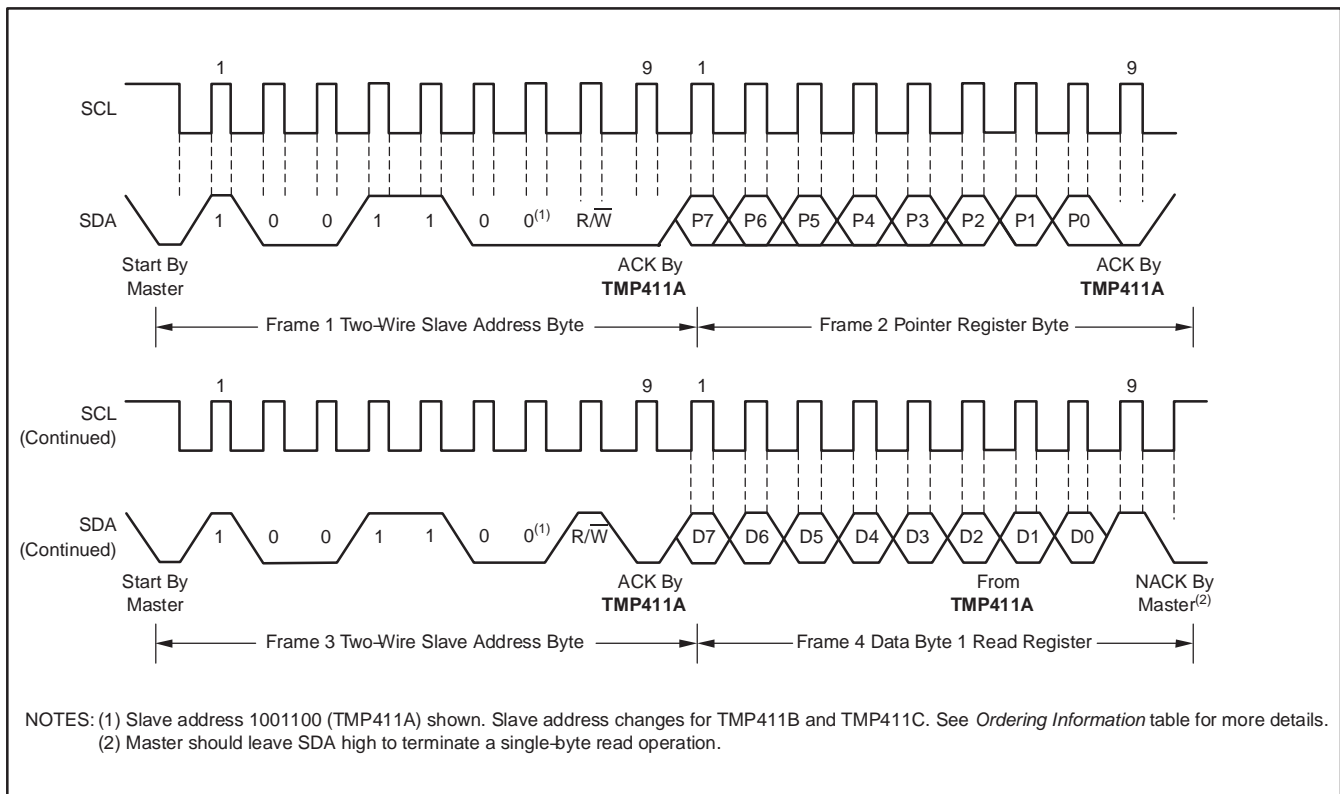 1 9 1 9
SCL
SDA 1 0 0 1 1 0 0(1) R/W̅ P7 P6 P5 P4 P3 P2 P1 P0
Start By Master
ACK By TMP411A
ACK By TMP411A
Frame 1 Two-Wire Slave Address Byte
Frame 2 Pointer Register Byte
1 9 1 9
SCL
(Continued)
SDA
(Continued)
1 0 0 1 1 0 0(1) R/W̅ D7 D6 D5 D4 D3 D2 D1 D0
Start By Master
ACK By TMP411A
From TMP411A
NACK By Master(2)
Frame 3 Two-Wire Slave Address Byte
Frame 4 Data Byte 1 Read Register
NOTES: (1) Slave address 1001100 (TMP411A) shown. Slave address changes for TMP411B and TMP411C. See Ordering Information table for more details.
(2) Master should leave SDA high to terminate a single-byte read operation.